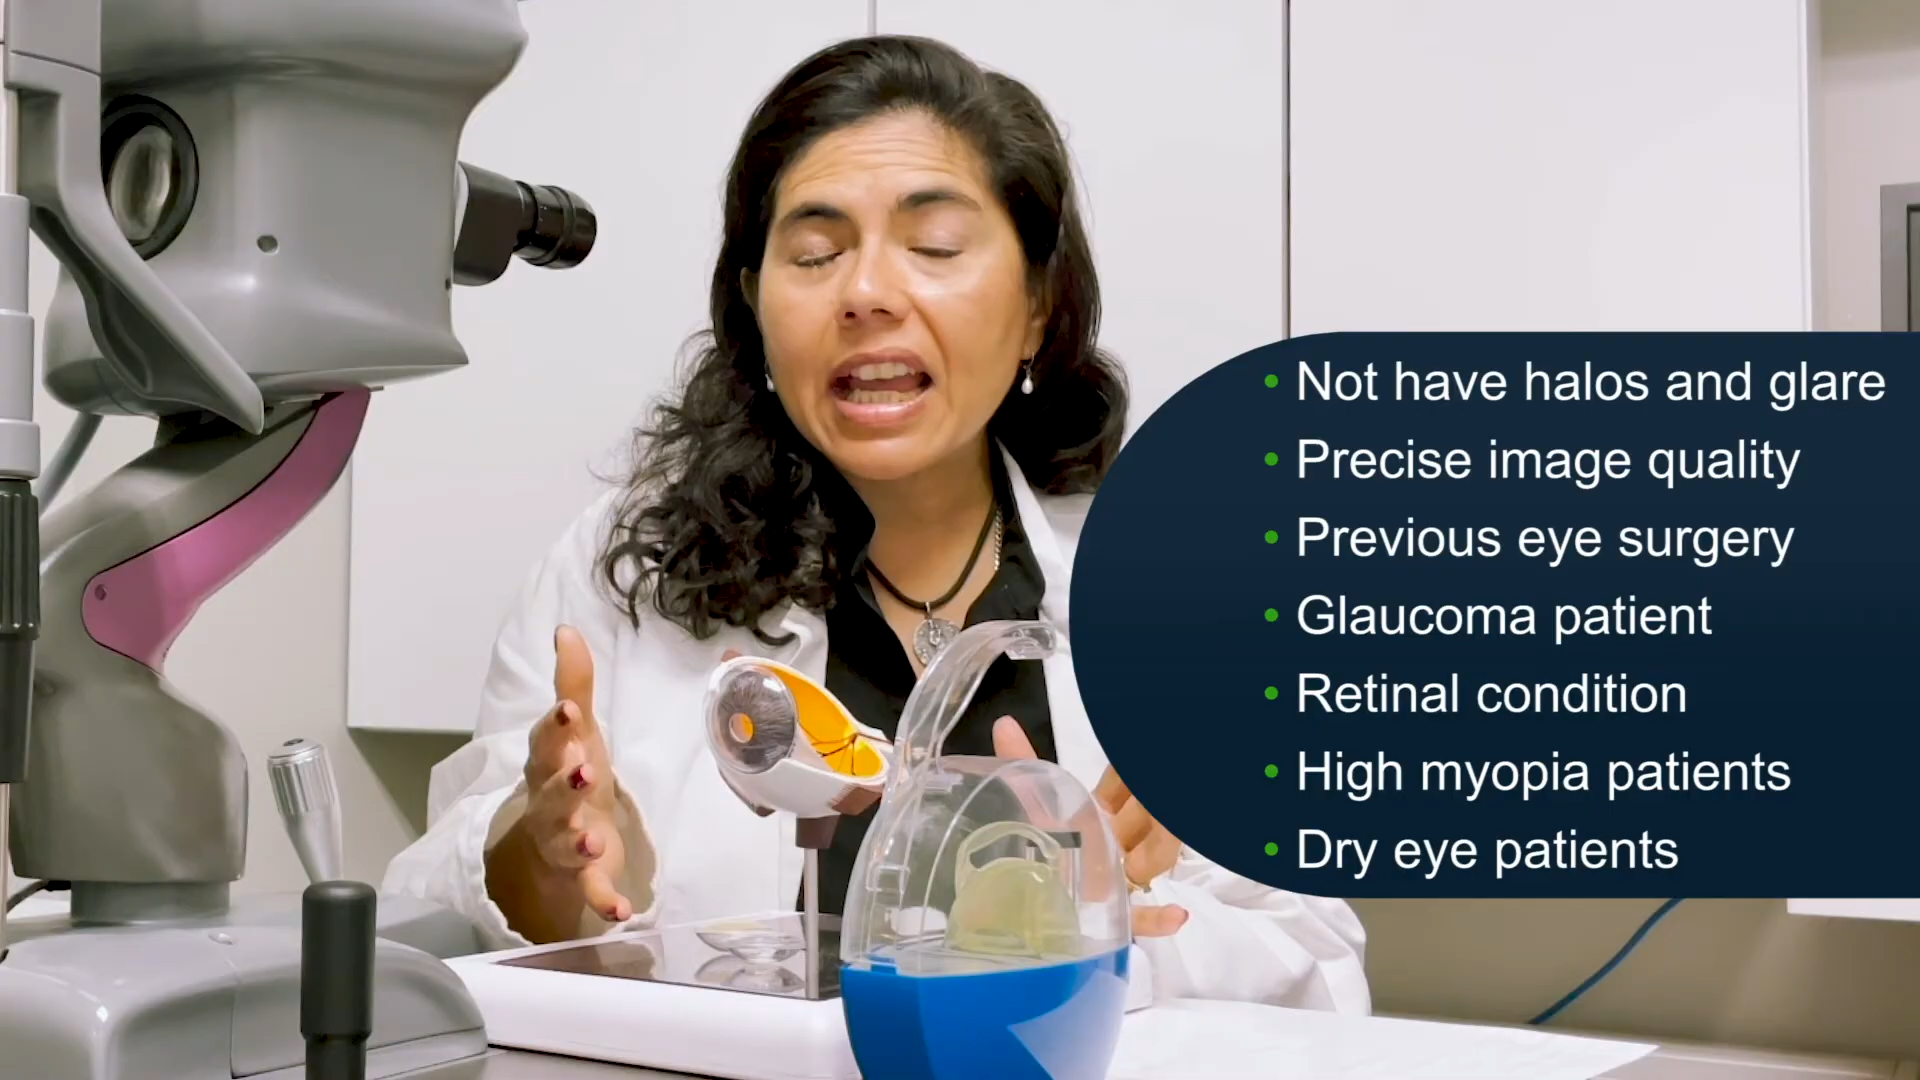 • Not have halos and glare
• Precise image quality
• Previous eye surgery
• Glaucoma patient
• Retinal condition
• High myopia patients
• Dry eye patients